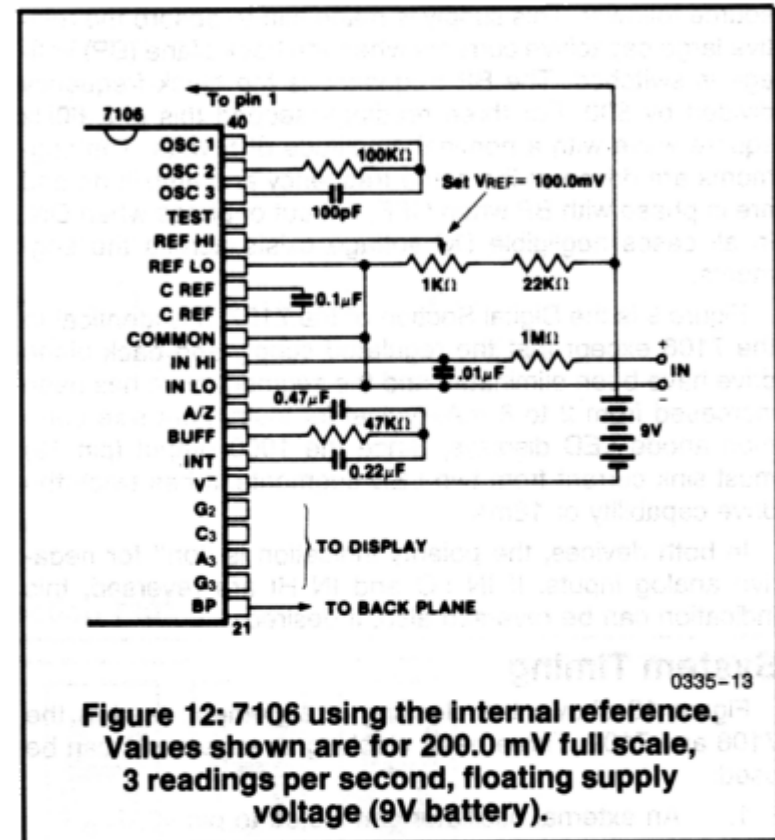 To pin 1
7106
40
OSC 1
OSC 2
OSC 3
TEST
REF HI
REF LO
C REF
C REF
COMMON
IN HI
IN LO
A/Z
BUFF
INT
V⁻
G₂
C₃
A₃
G₃
BP
21
100KΩ
100pF
Set VREF = 100.0mV
1KΩ
22KΩ
0.1μF
1MΩ
.01μF
IN
0.47μF
47KΩ
0.22μF
9V
TO DISPLAY
TO BACK PLANE
0335-13
Figure 12: 7106 using the internal reference.
Values shown are for 200.0 mV full scale,
3 readings per second, floating supply
voltage (9V battery).